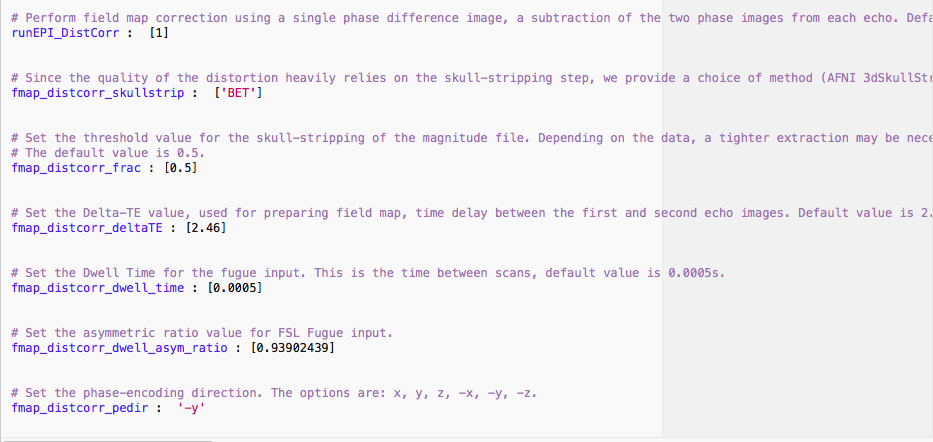 # Perform field map correction using a single phase difference image, a subtraction of the two phase images from each echo.
runEPI_DistCorr :  [1]
# Since the quality of the distortion heavily relies on the skull-stripping step, we provide a choice of method (AFNI
fmap_distcorr_skullstrip :  ['BET']
# Set the threshold value for the skull-stripping of the magnitude file. Depending on the data, a tighter extraction may be
# The default value is 0.5.
fmap_distcorr_frac : [0.5]
# Set the Delta-TE value, used for preparing field map, time delay between the first and second echo images. Default value is 2.
fmap_distcorr_deltaTE : [2.46]
# Set the Dwell Time for the fugue input. This is the time between scans, default value is 0.0005s.
fmap_distcorr_dwell_time : [0.0005]
# Set the asymmetric ratio value for FSL Fugue input.
fmap_distcorr_dwell_asym_ratio : [0.93902439]
# Set the phase-encoding direction. The options are: x, y, z, -x, -y, -z.
fmap_distcorr_pedir :  '-y'